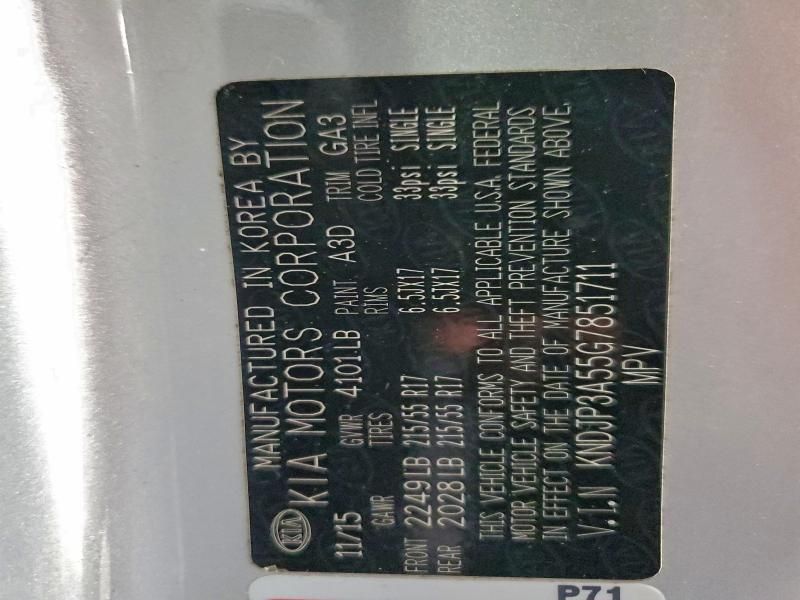 MANUFACTURED IN KOREA BY
KIA KIA MOTORS CORPORATION
11/15 GVWR 4101LB PAINT A3D TRIM GA3
GAWR TIRES RIMS COLD TIRE INFL
FRONT 2249LB 215/55 R17 6.5JX17 33psi SINGLE
REAR 2028LB 215/55 R17 6.5JX17 33psi SINGLE
THIS VEHICLE CONFORMS TO ALL APPLICABLE U.S.A. FEDERAL
MOTOR VEHICLE SAFETY AND THEFT PREVENTION STANDARDS
IN EFFECT ON THE DATE OF MANUFACTURE SHOWN ABOVE.
V.I.N KNDJP3A55G7851711
MPV
P71